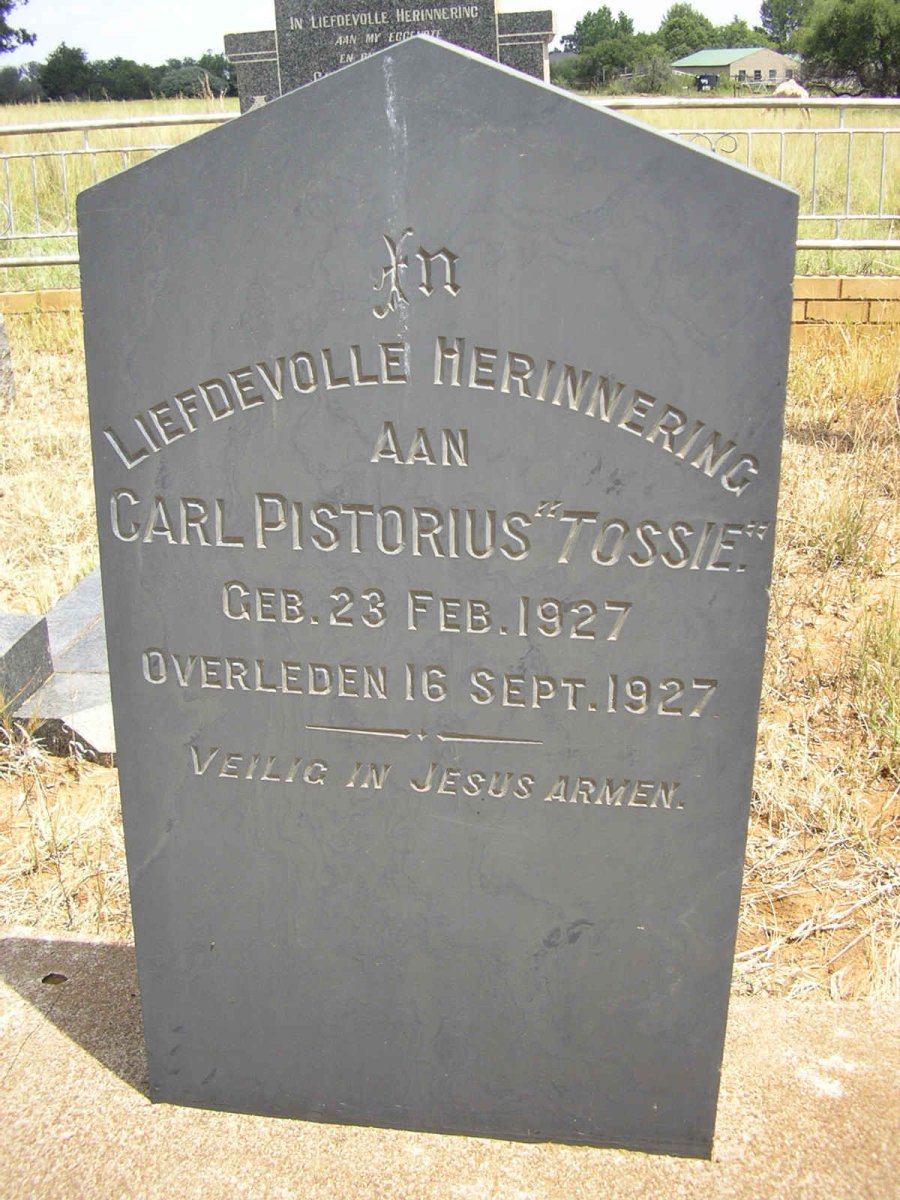 IN LIEFDEVOLLE HERINNERING
AAN MY EGGENOTE
EN
In
LIEFDEVOLLE HERINNERING
AAN
CARL PISTORIUS "TOSSIE."
GEB. 23 FEB. 1927
OVERLEDEN 16 SEPT. 1927
VEILIG IN JESUS ARMEN.